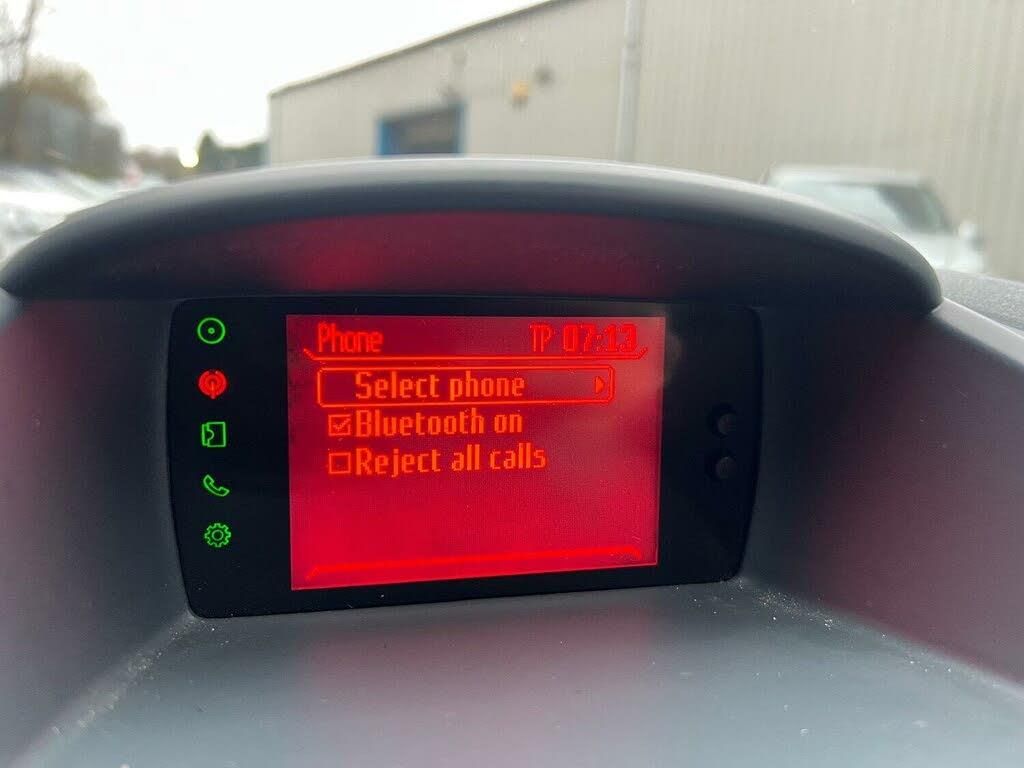 Phone TP 07:13
Select phone
Bluetooth on
Reject all calls